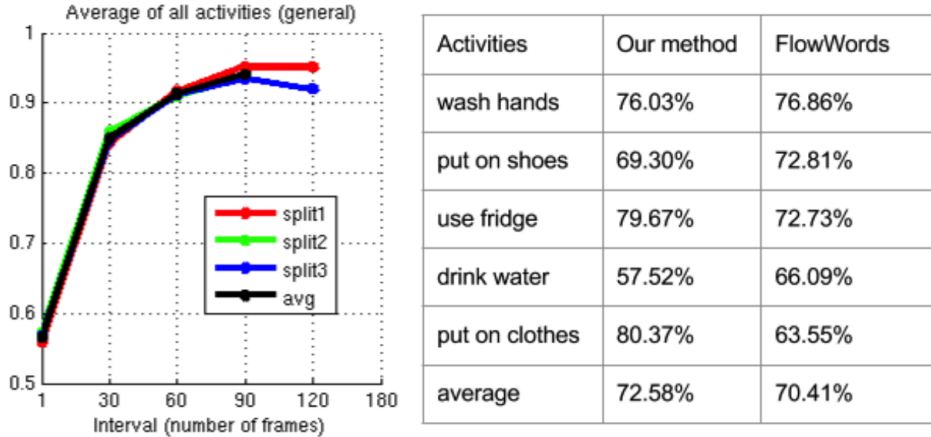 Average of all activities (general)
1
0.9
0.8
0.7
0.6
0.5
split1
split2
split3
avg
1 30 60 90 120 180
Interval (number of frames)
Activities Our method FlowWords
wash hands 76.03% 76.86%
put on shoes 69.30% 72.81%
use fridge 79.67% 72.73%
drink water 57.52% 66.09%
put on clothes 80.37% 63.55%
average 72.58% 70.41%